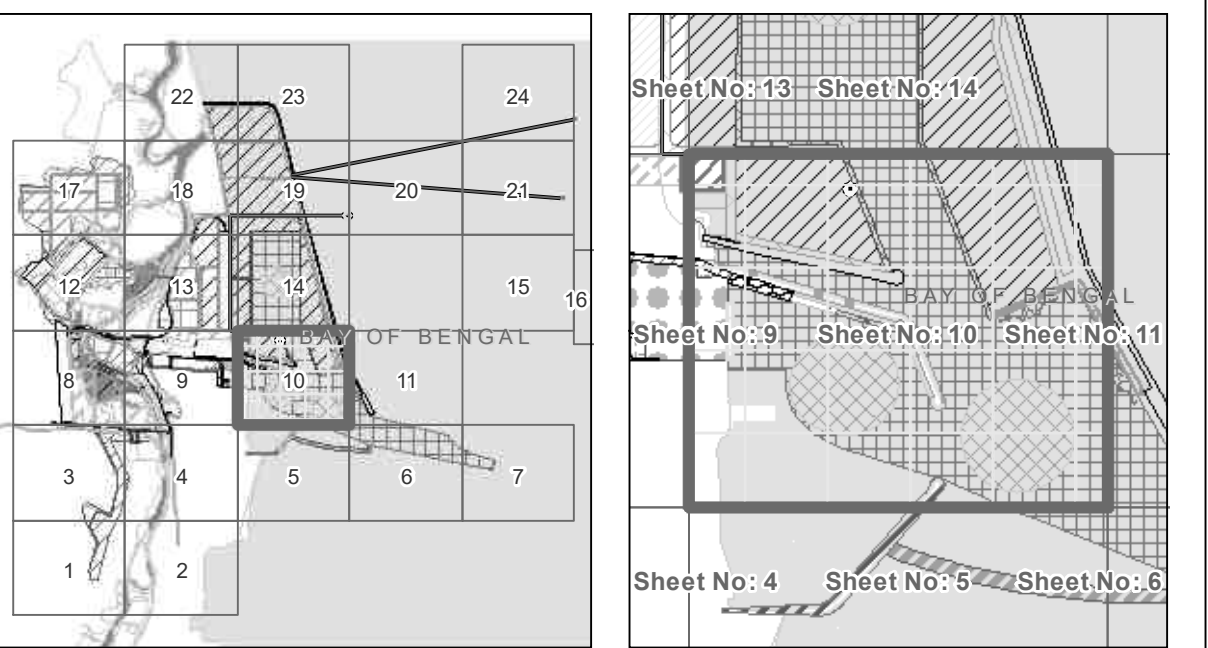 22 23 24
17 18 19 20 21
12 13 14 15 16
BAY OF BENGAL
8 9 10 11
3 4 5 6 7
1 2
Sheet No: 13 Sheet No: 14
BAY OF BENGAL
Sheet No: 9 Sheet No: 10 Sheet No: 11
Sheet No: 4 Sheet No: 5 Sheet No: 6